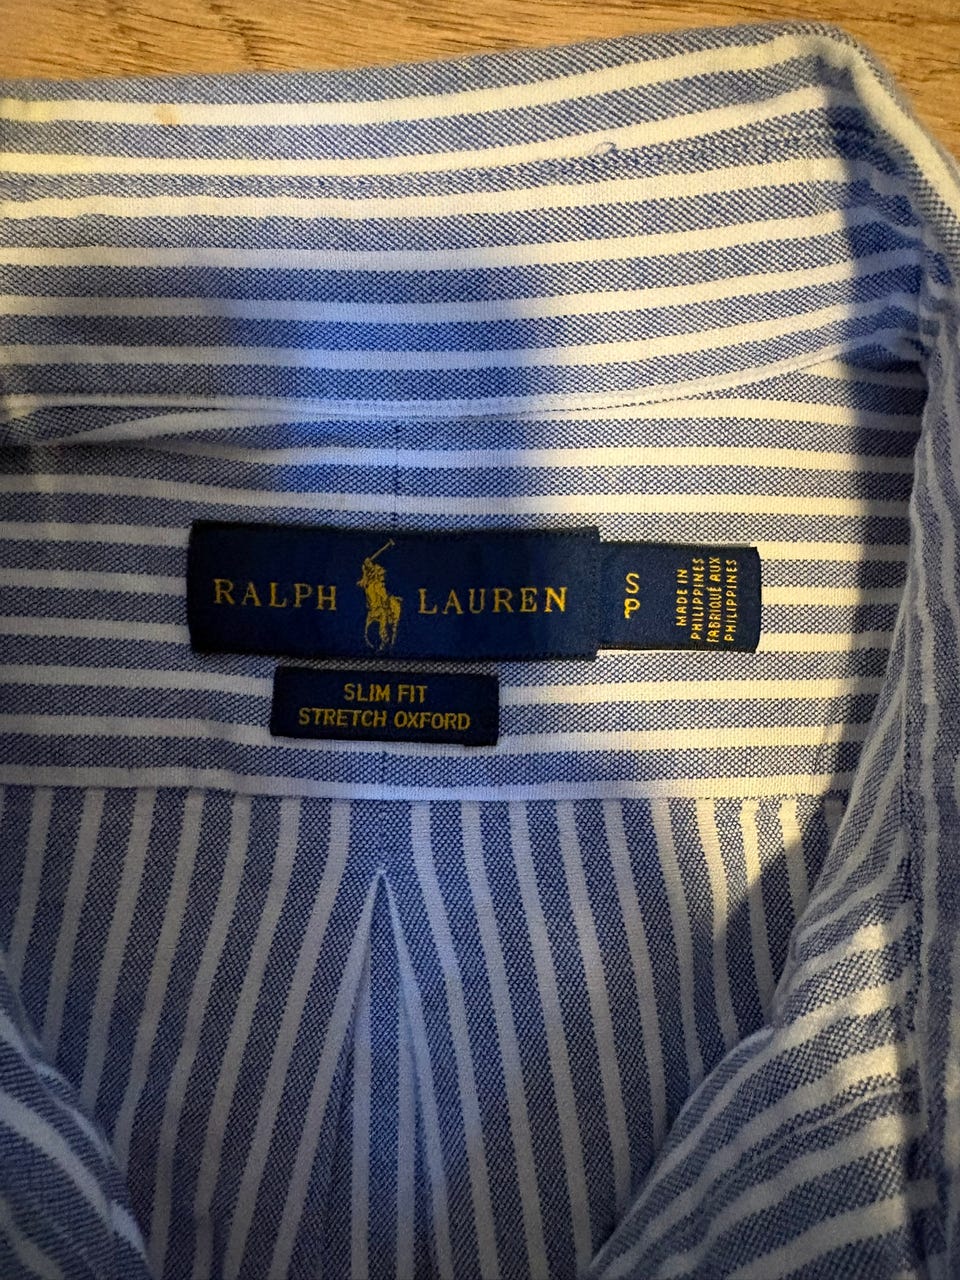 RALPH LAUREN
S
P
MADE IN
PHILIPPINES
FABRIQUÉ AUX
PHILIPPINES
SLIM FIT
STRETCH OXFORD